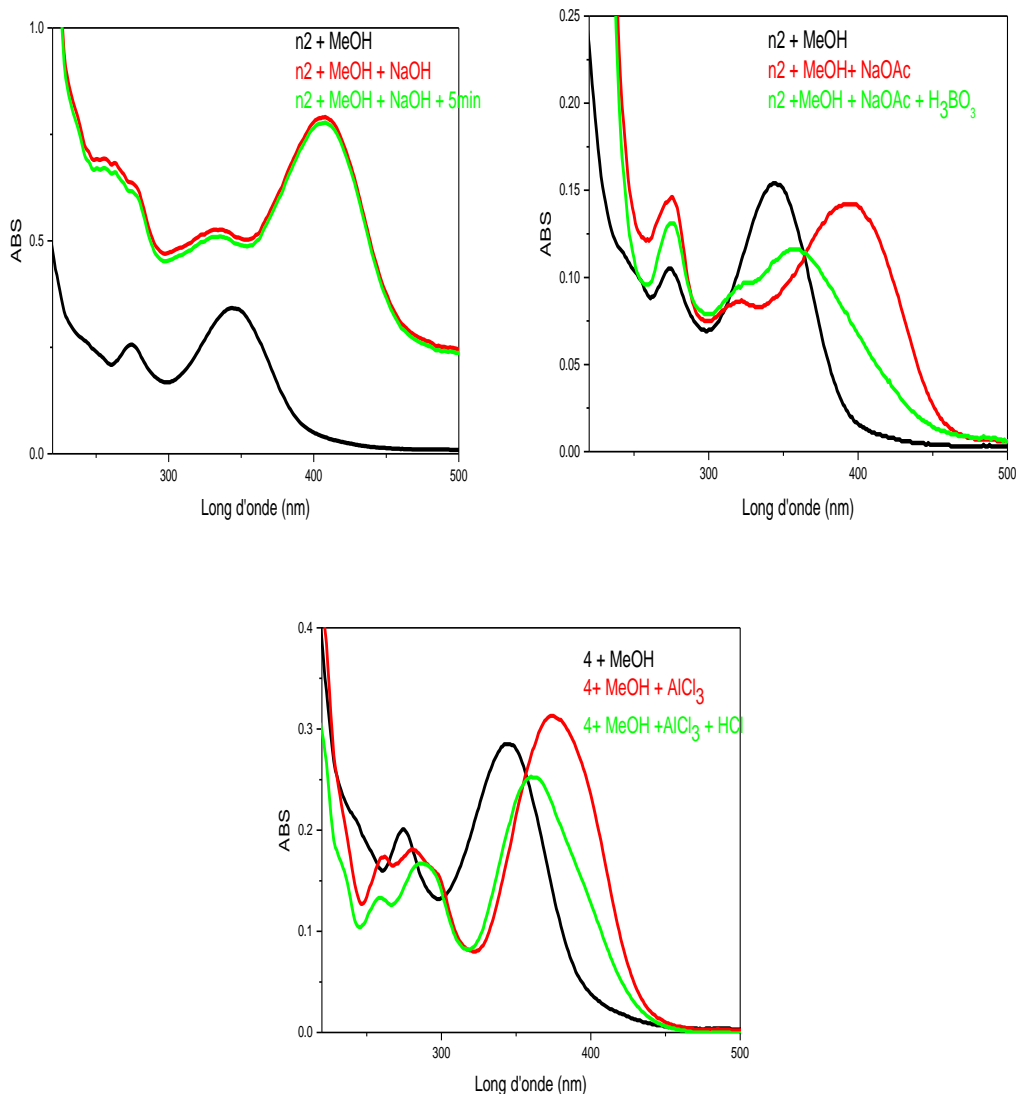 1.0
0.5
0.0
ABS
300
400
500
Long d'onde (nm)
n2 + MeOH
n2 + MeOH + NaOH
n2 + MeOH + NaOH + 5min
0.25
0.20
0.15
0.10
0.05
0.00
ABS
300
400
500
Long d'onde (nm)
n2 + MeOH
n2 + MeOH+ NaOAc
n2 +MeOH + NaOAc + H3BO3
0.4
0.3
0.2
0.1
0.0
ABS
300
400
500
Long d'onde (nm)
4 + MeOH
4+ MeOH + AlCl3
4+ MeOH +AlCl3 + HCl